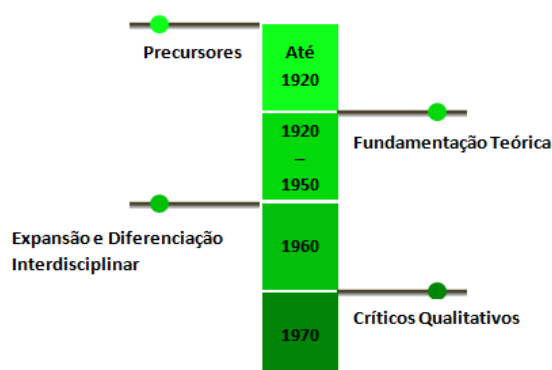 Precursores
Até
1920
1920
–
1950
Fundamentação Teórica
Expansão e Diferenciação
Interdisciplinar
1960
Críticos Qualitativos
1970